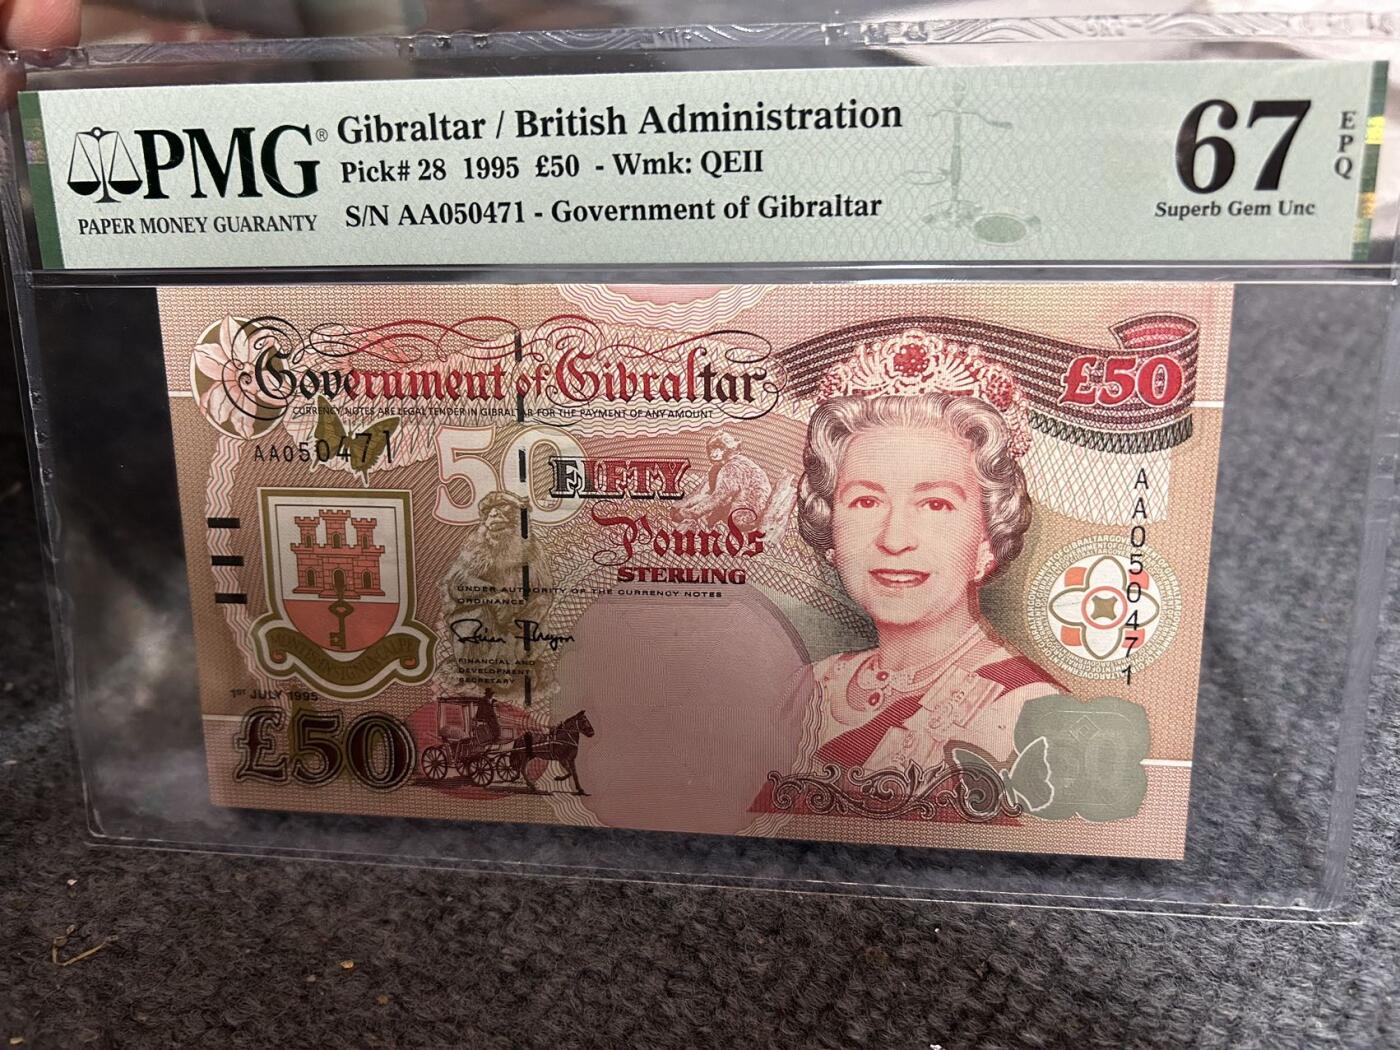 PMG®
PAPER MONEY GUARANTY
Gibraltar / British Administration
Pick# 28 1995 £50 - Wmk: QEII
S/N AA050471 - Government of Gibraltar
67
EPQ
Superb Gem Unc
Government of Gibraltar
CURRENCY NOTES ARE LEGAL TENDER IN GIBRALTAR FOR THE PAYMENT OF ANY AMOUNT
£50
AA050471
50
FIFTY
Pounds
STERLING
AA050471
UNDER AUTHORITY OF THE CURRENCY NOTES
ORDINANCE
FINANCIAL AND
DEVELOPMENT
SECRETARY
1ST JULY 1995
£50
50